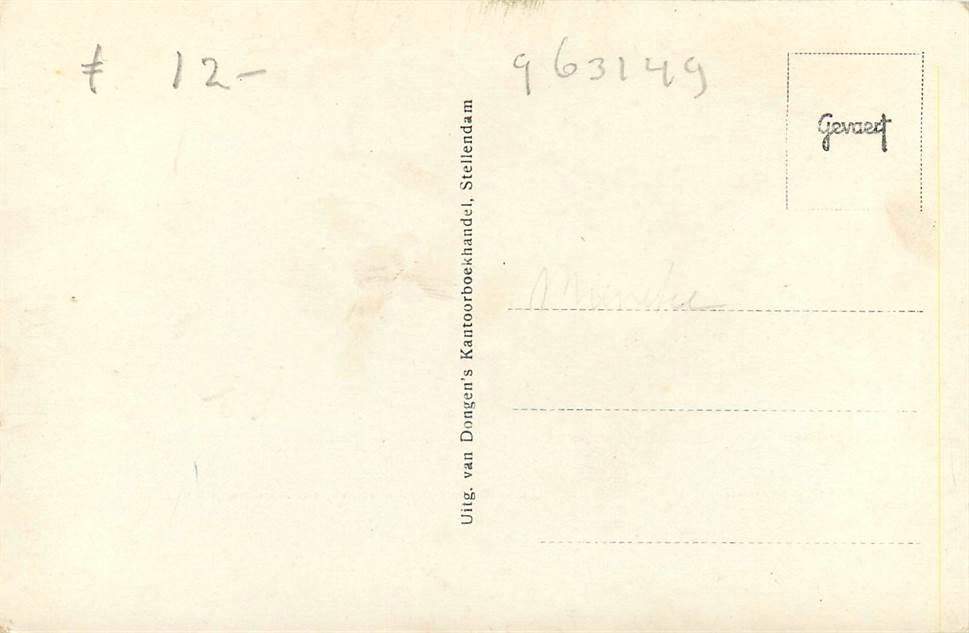 ƒ 12-
963149
Gevaert
Uitg. van Dongen's Kantoorboekhandel, Stellendam